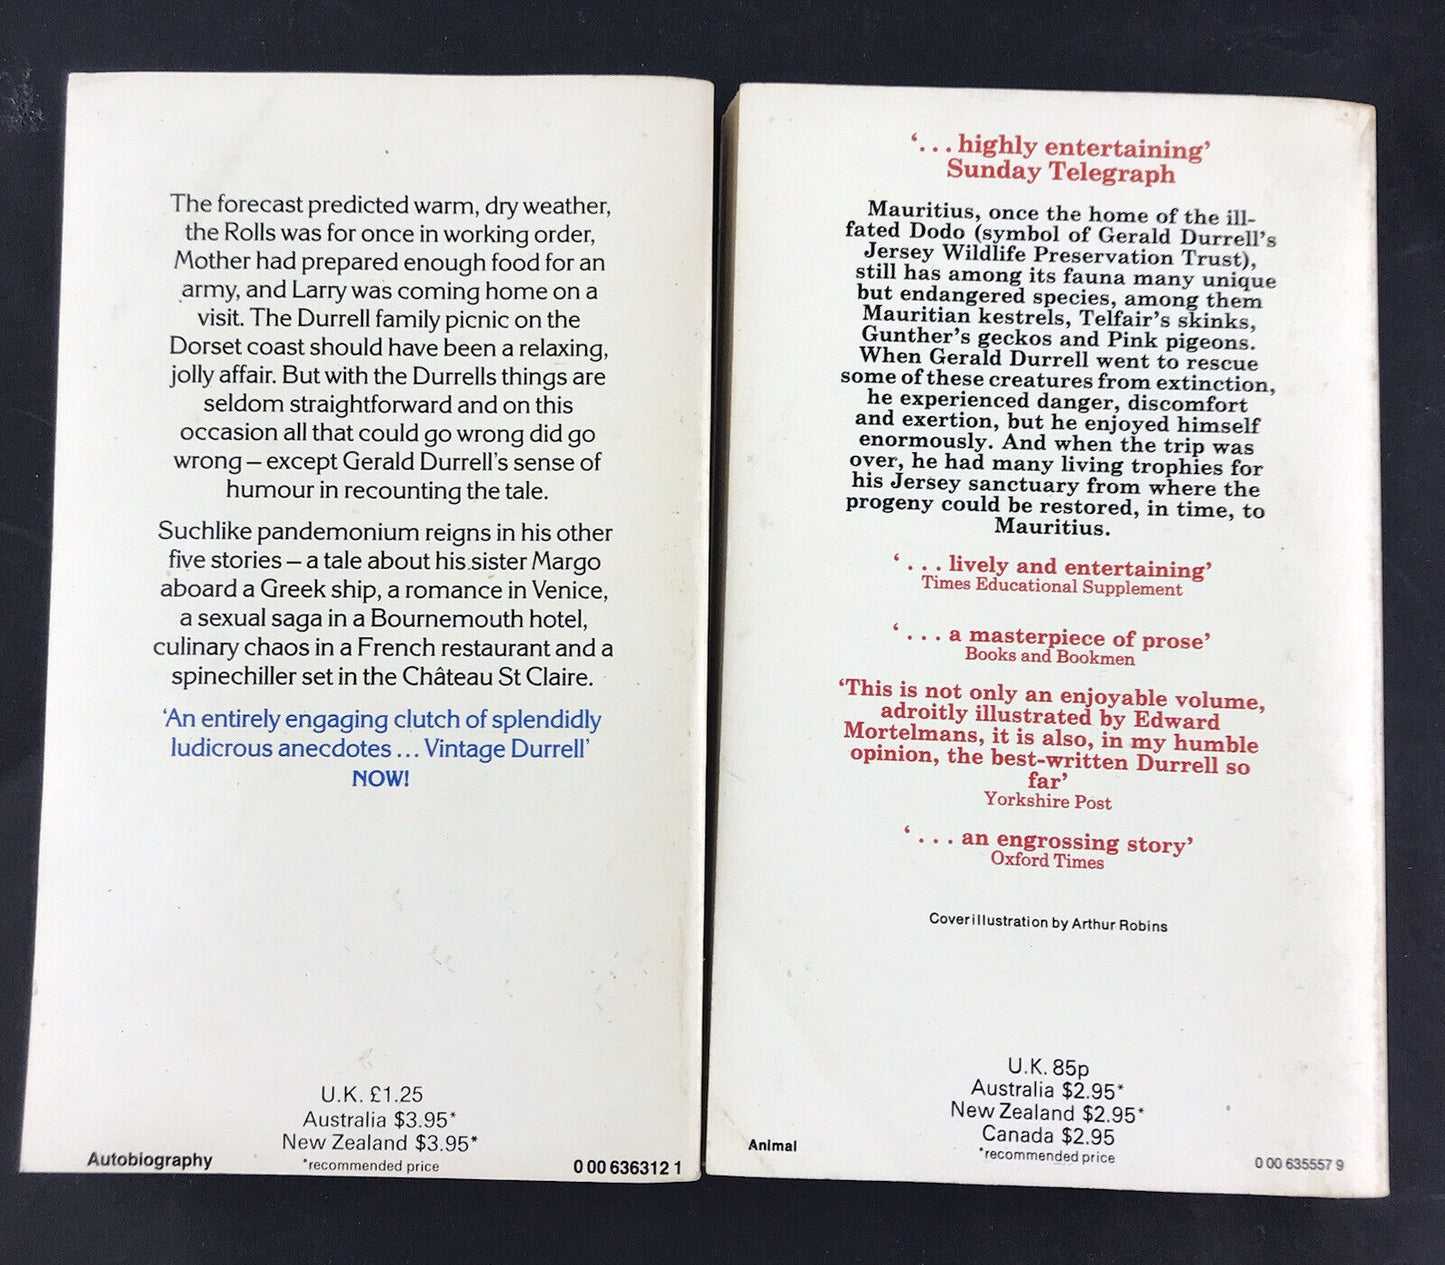 The forecast predicted warm, dry weather,
the Rolls was for once in working order,
Mother had prepared enough food for an
army, and Larry was coming home on a
visit. The Durrell family picnic on the
Dorset coast should have been a relaxing,
jolly affair. But with the Durrells things are
seldom straightforward and on this
occasion all that could go wrong did go
wrong – except Gerald Durrell's sense of
humour in recounting the tale.
Suchlike pandemonium reigns in his other
five stories – a tale about his sister Margo
aboard a Greek ship, a romance in Venice,
a sexual saga in a Bournemouth hotel,
culinary chaos in a French restaurant and a
spinechiller set in the Château St Claire.
‘An entirely engaging clutch of splendidly
ludicrous anecdotes ... Vintage Durrell’
NOW!
U.K. £1.25
Australia $3.95*
New Zealand $3.95*
*recommended price
Autobiography
0 00 636312 1
‘. . . highly entertaining’
Sunday Telegraph
Mauritius, once the home of the ill-
fated Dodo (symbol of Gerald Durrell's
Jersey Wildlife Preservation Trust),
still has among its fauna many unique
but endangered species, among them
Mauritian kestrels, Telfair's skinks,
Gunther's geckos and Pink pigeons.
When Gerald Durrell went to rescue
some of these creatures from extinction,
he experienced danger, discomfort
and exertion, but he enjoyed himself
enormously. And when the trip was
over, he had many living trophies for
his Jersey sanctuary from where the
progeny could be restored, in time, to
Mauritius.
‘. . . lively and entertaining’
Times Educational Supplement
‘. . . a masterpiece of prose’
Books and Bookmen
‘This is not only an enjoyable volume,
adroitly illustrated by Edward
Mortelmans, it is also, in my humble
opinion, the best-written Durrell so
far’
Yorkshire Post
‘. . . an engrossing story’
Oxford Times
Cover illustration by Arthur Robins
U.K. 85p
Australia $2.95*
New Zealand $2.95*
Canada $2.95
*recommended price
Animal
0 00 635557 9